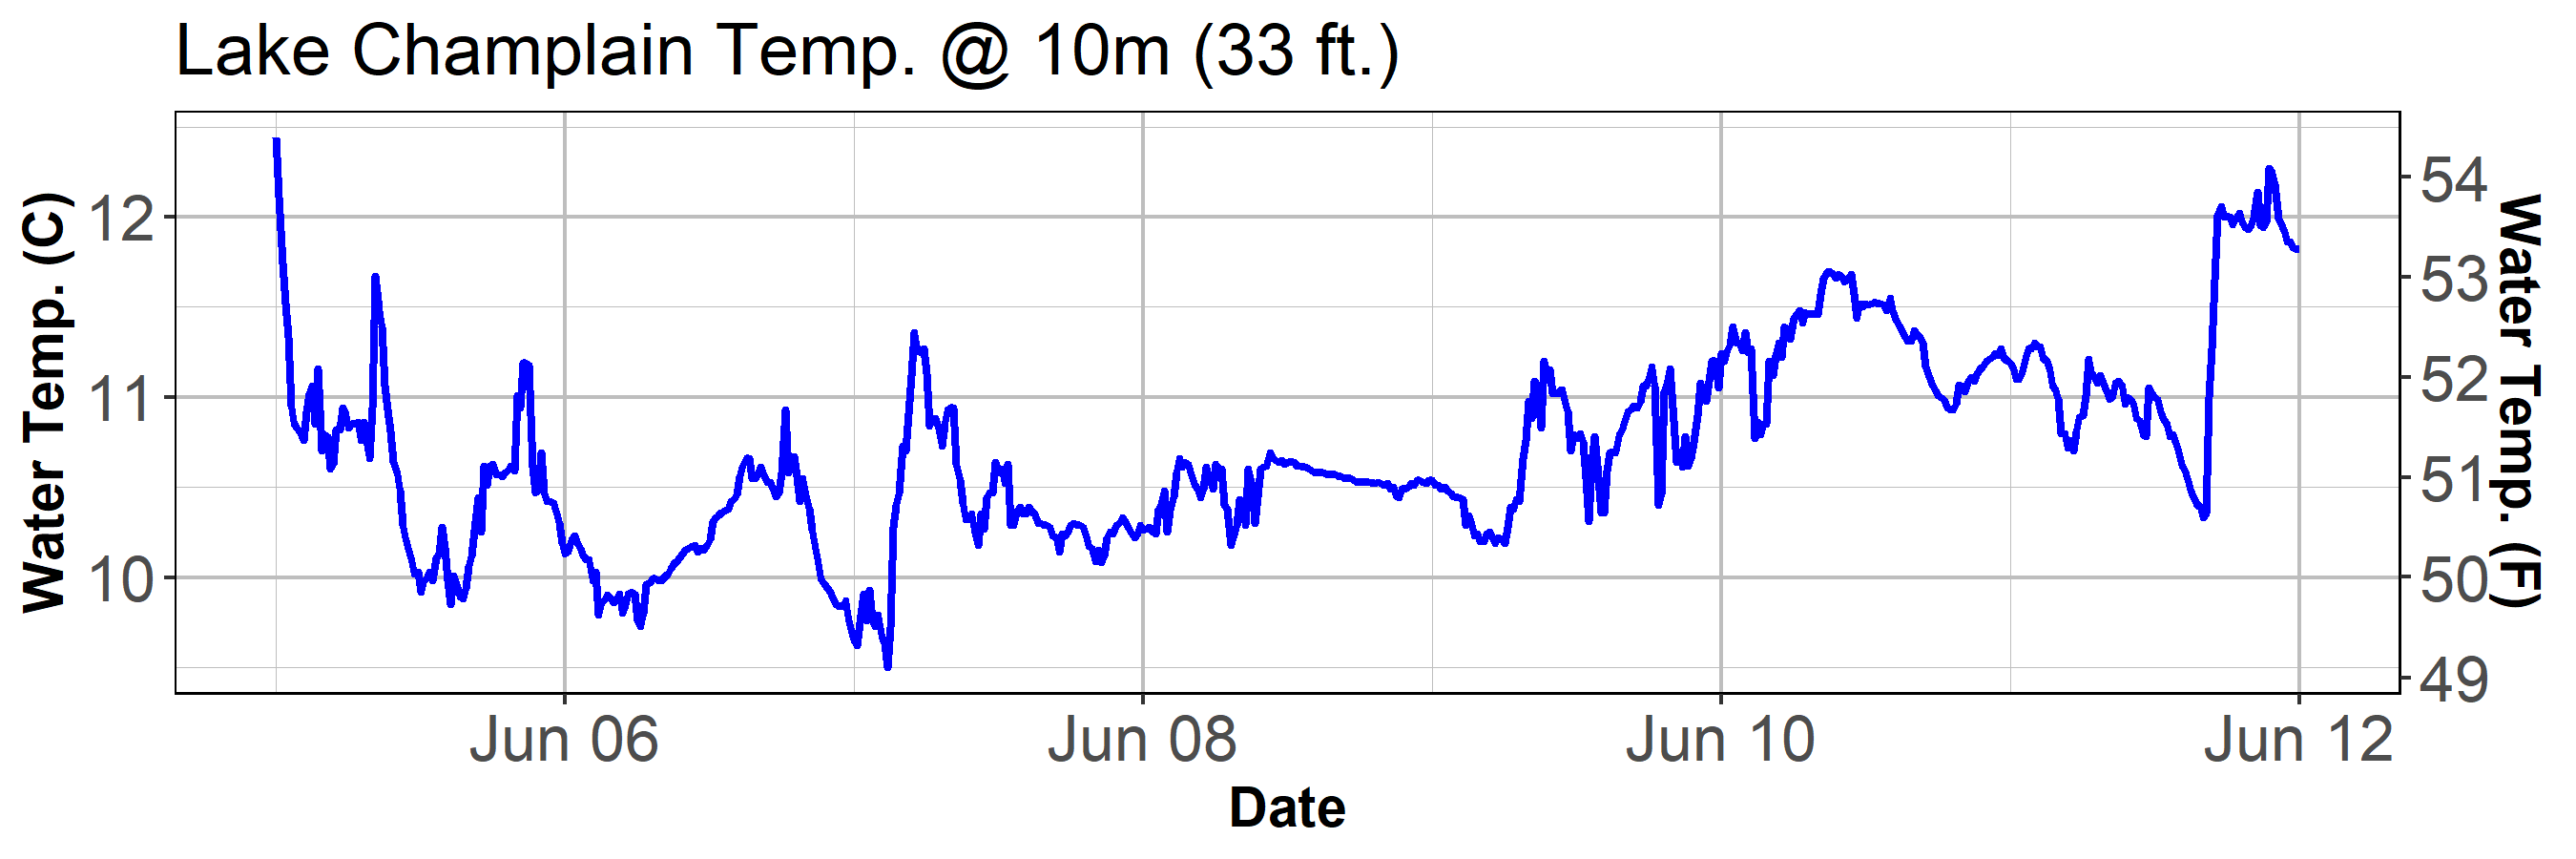 Lake Champlain Temp. @ 10m (33 ft.)
Water Temp. (C)
12
11
10
54
53
52
51
50
49
Water Temp. (F)
Jun 06
Jun 08
Jun 10
Jun 12
Date